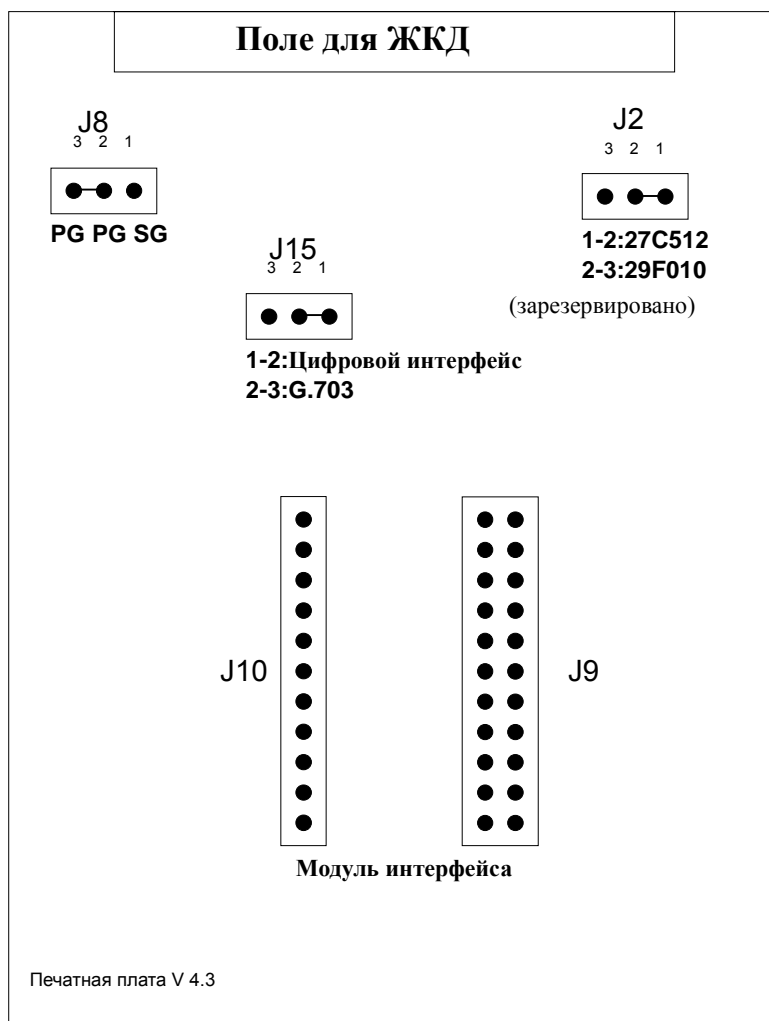 Поле для ЖКД
J8
3 2 1
PG PG SG
J2
3 2 1
1-2:27C512
2-3:29F010
(зарезервировано)
J15
3 2 1
1-2:Цифровой интерфейс
2-3:G.703
J10
J9
Модуль интерфейса
Печатная плата V 4.3